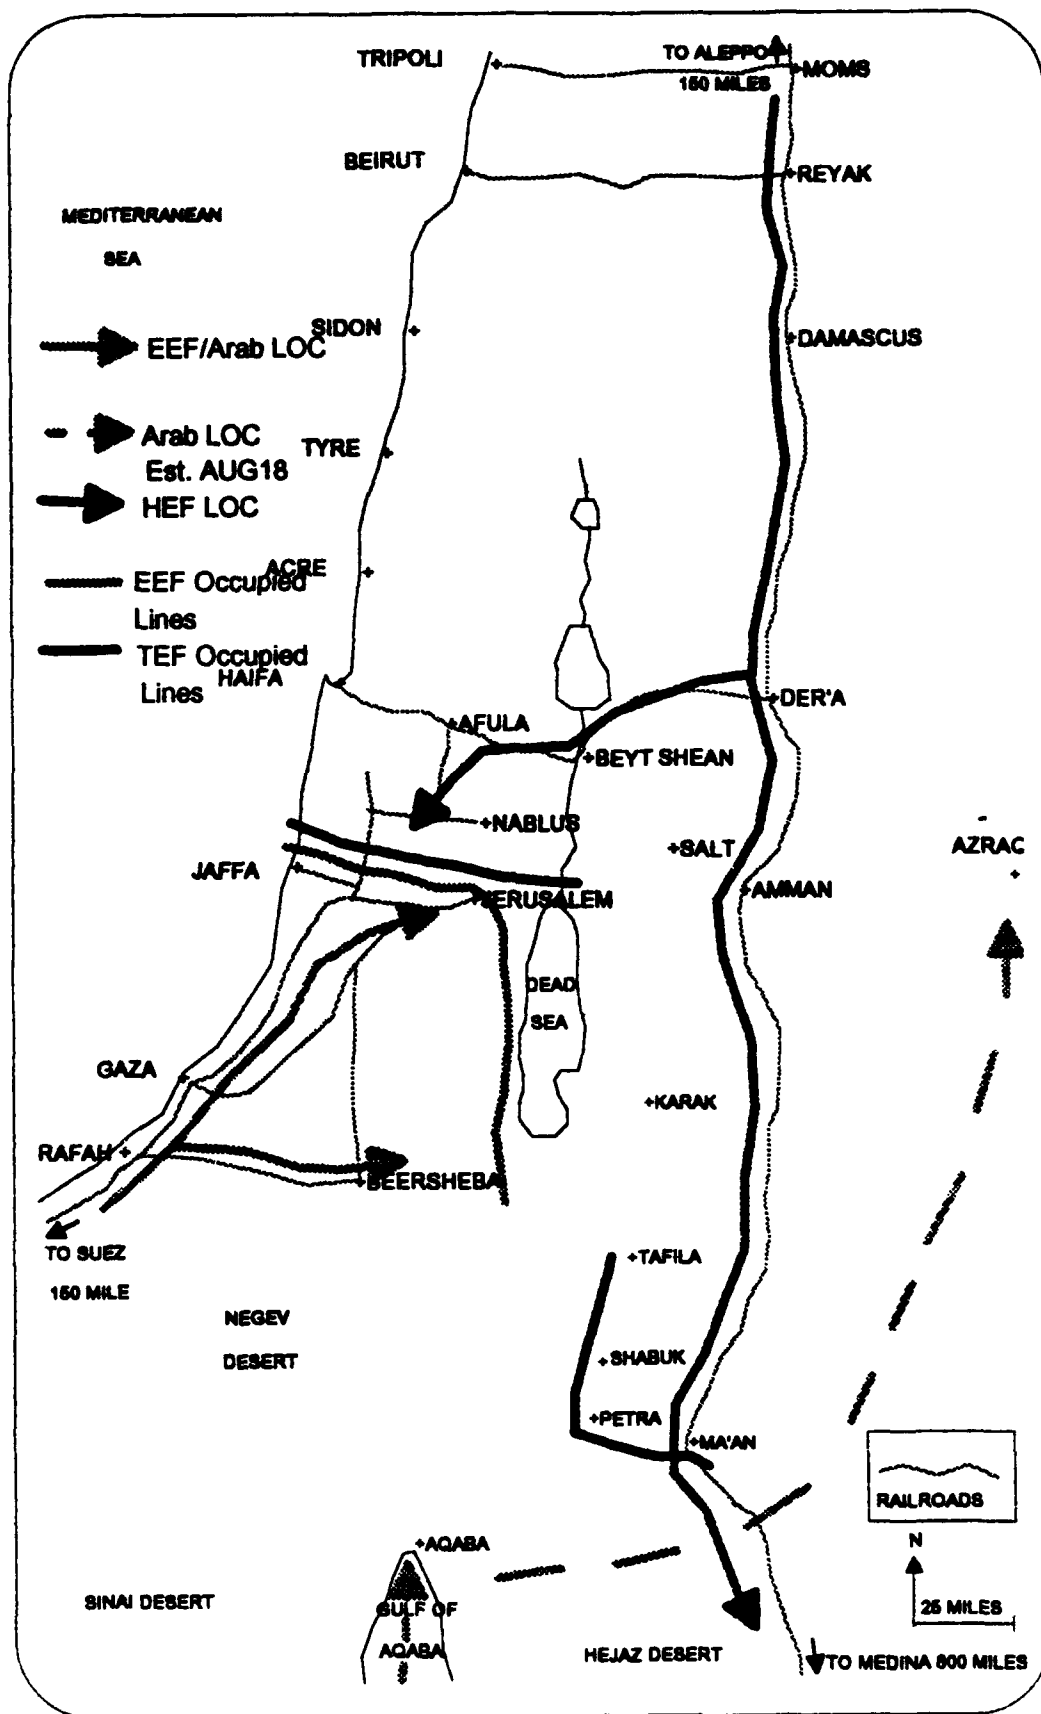 TRIPOLI
TO ALEPPO
150 MILES
MOMS
BEIRUT
REYAK
MEDITERRANEAN
SEA
SIDON
DAMASCUS
EEF/Arab LOC
Arab LOC
Est. AUG18
HEF LOC
TYRE
ACRE
EEF Occupied
Lines
TEF Occupied
Lines
HAIFA
DER'A
AFULA
BEYT SHEAN
NABLUS
SALT
AZRAC
JAFFA
JERUSALEM
AMMAN
DEAD
SEA
GAZA
KARAK
RAFAH
BEERSHEBA
TO SUEZ
150 MILE
TAFILA
NEGEV
DESERT
SHABUK
PETRA
MA'AN
RAILROADS
N
25 MILES
AQABA
SINAI DESERT
GULF OF
AQABA
HEJAZ DESERT
TO MEDINA 800 MILES